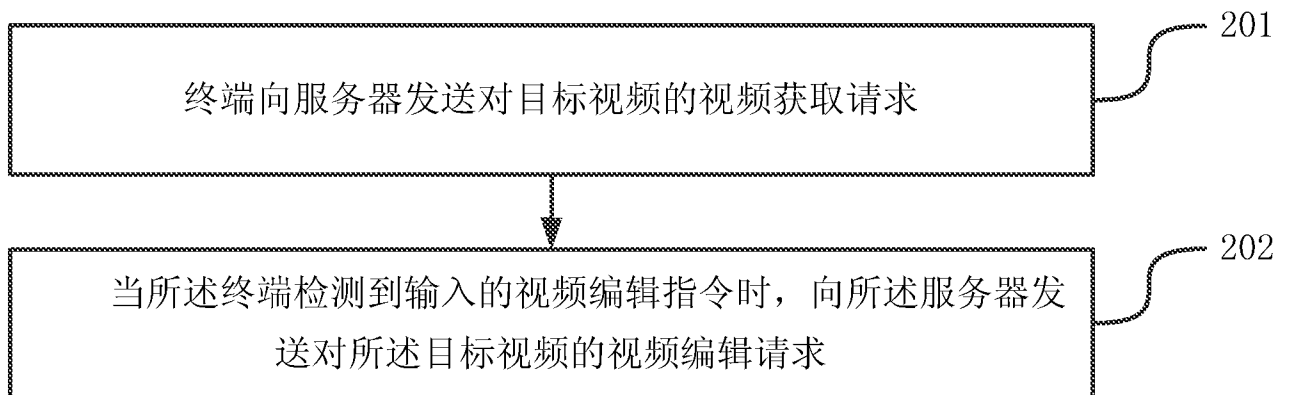 201
终端向服务器发送对目标视频的视频获取请求
202
当所述终端检测到输入的视频编辑指令时，向所述服务器发
送对所述目标视频的视频编辑请求